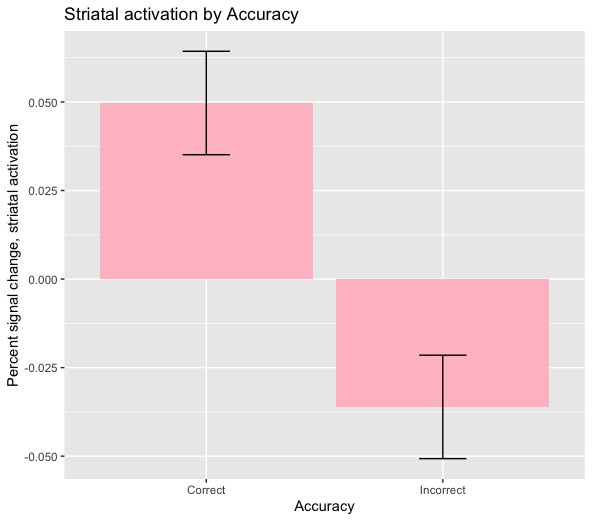 Striatal activation by Accuracy
Percent signal change, striatal activation
0.050
0.025
0.000
-0.025
-0.050
Correct
Incorrect
Accuracy